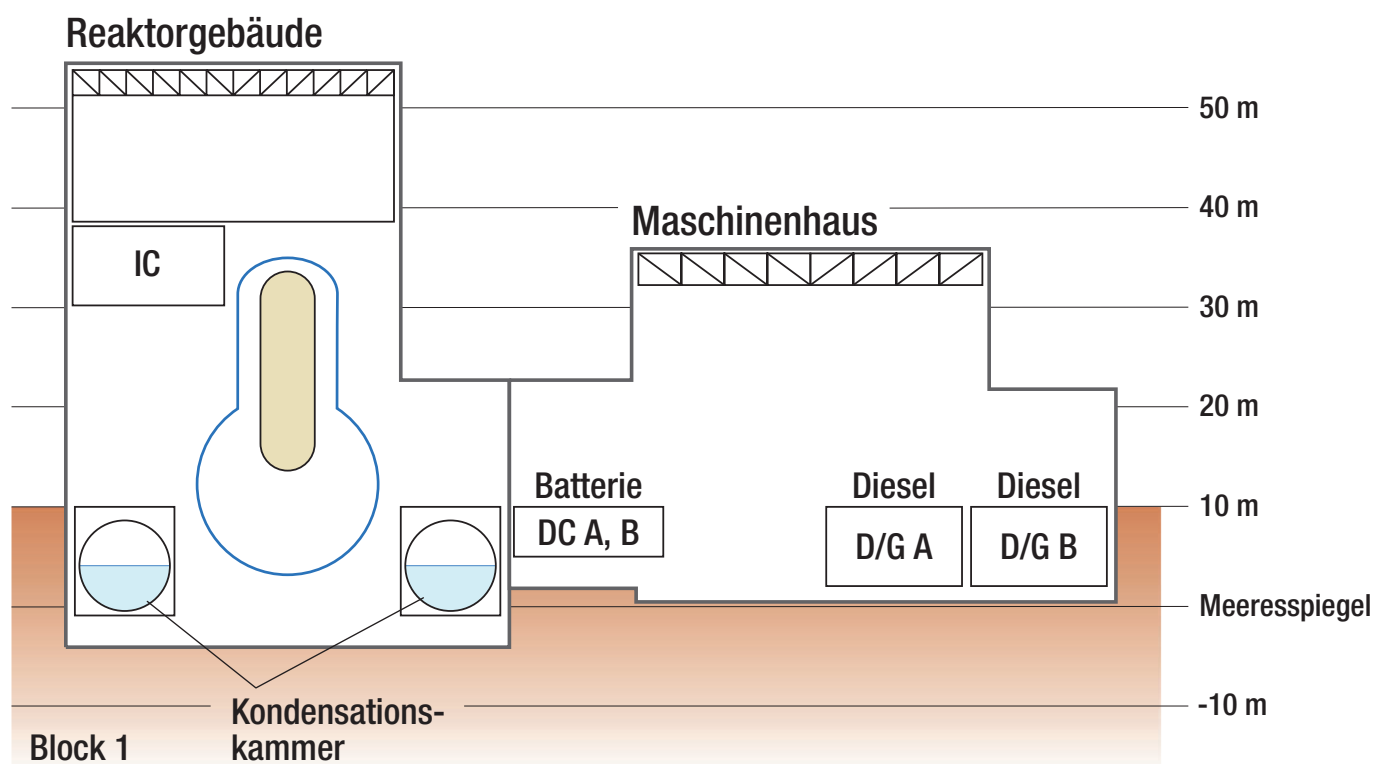 Reaktorgebäude
50 m
40 m
Maschinenhaus
IC
30 m
20 m
Batterie
Diesel
Diesel
10 m
DC A, B
D/G A
D/G B
Meeresspiegel
-10 m
Kondensations-
kammer
Block 1